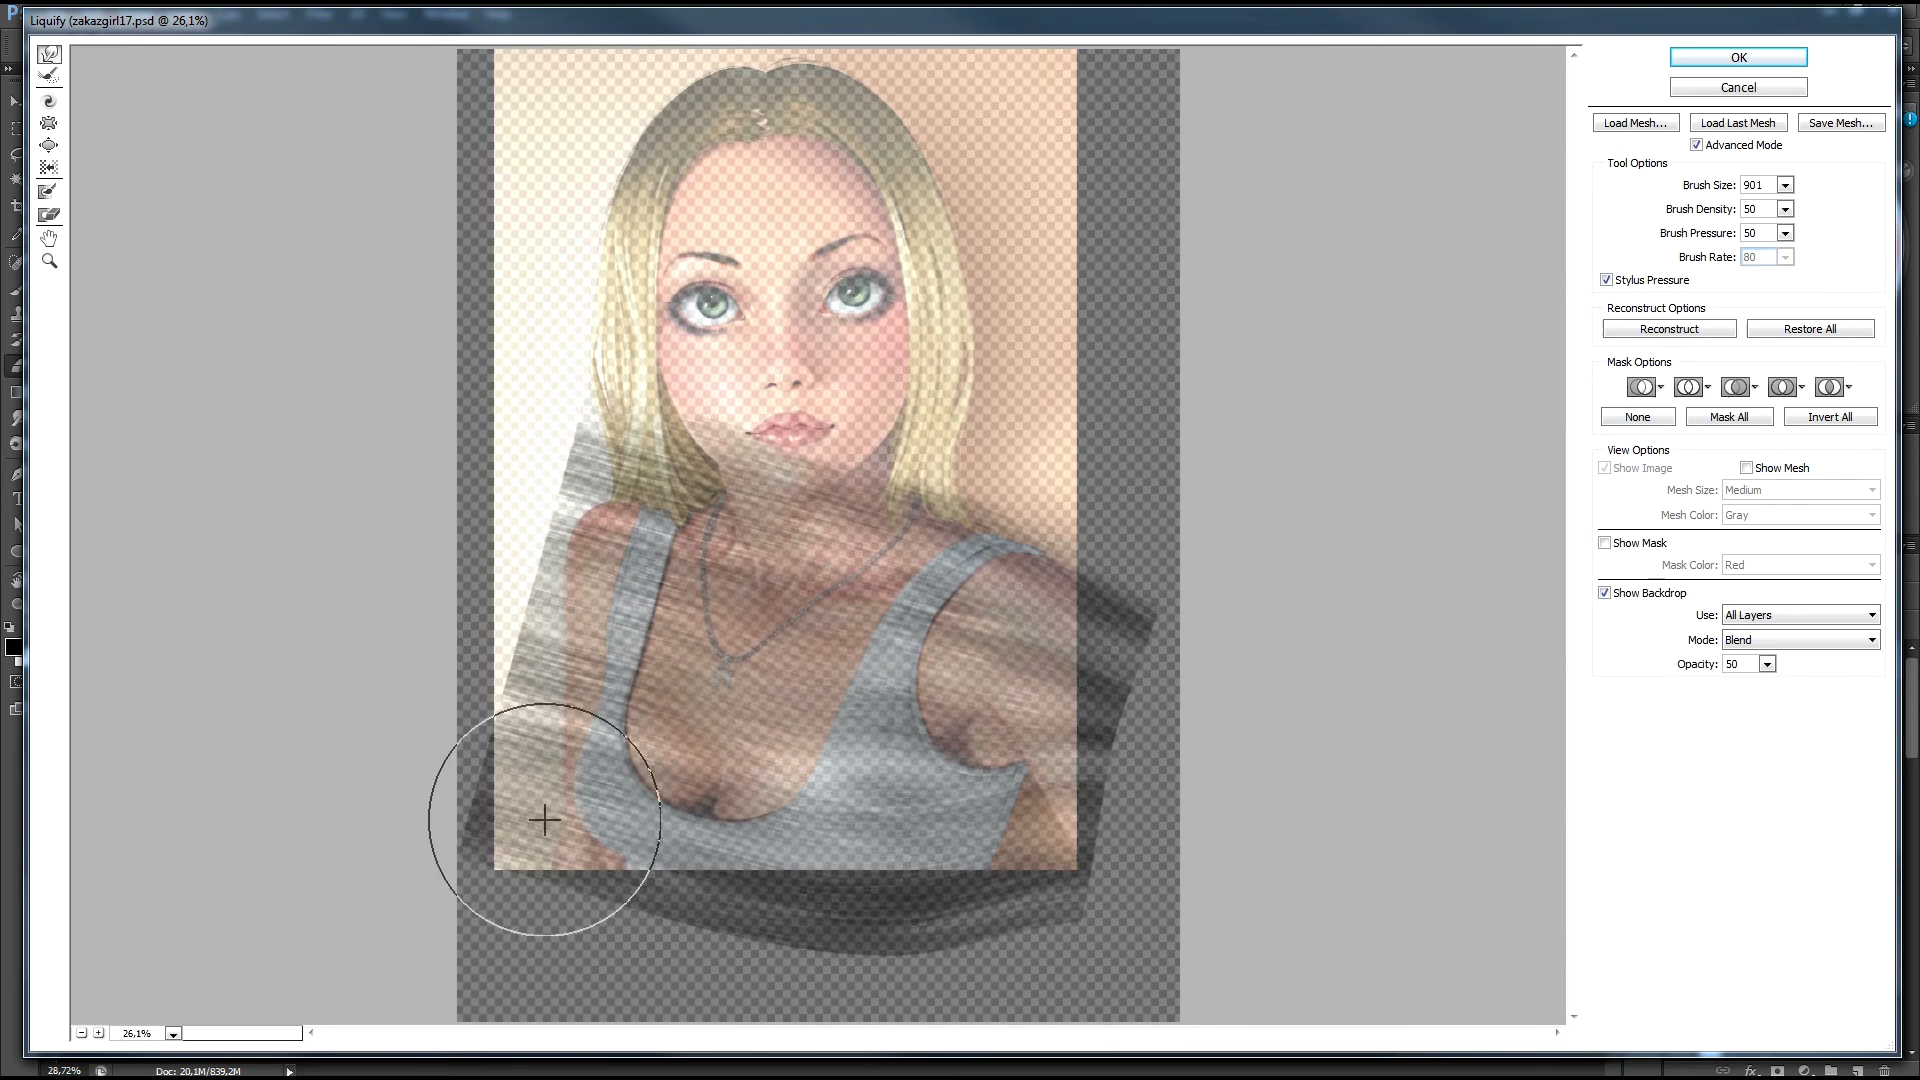 Liquify (zakazgirl17.psd @ 26,1%)
OK
Cancel
Load Mesh... Load Last Mesh Save Mesh...
Advanced Mode
Tool Options
Brush Size: 901
Brush Density: 50
Brush Pressure: 50
Brush Rate: 80
Stylus Pressure
Reconstruct Options
Reconstruct Restore All
Mask Options
None Mask All Invert All
View Options
Show Image Show Mesh
Mesh Size: Medium
Mesh Color: Gray
Show Mask
Mask Color: Red
Show Backdrop
Use: All Layers
Mode: Blend
Opacity: 50
26,1%
28,72% Doc: 20,1M/839,2M